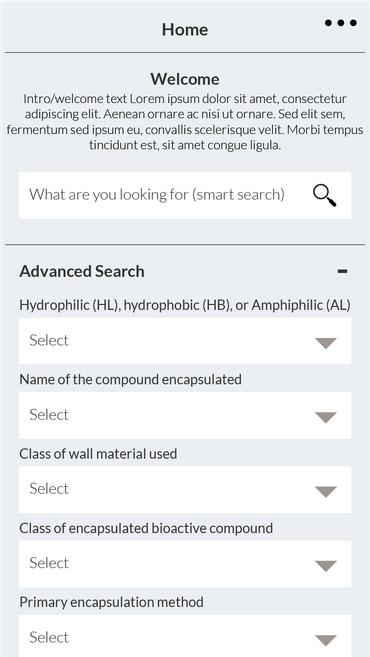 Home
Welcome
Intro/welcome text Lorem ipsum dolor sit amet, consectetur
adipiscing elit. Aenean ornare ac nisi ut ornare. Sed elit sem,
fermentum sed ipsum eu, convallis scelerisque velit. Morbi tempus
tincidunt est, sit amet congue ligula.
What are you looking for (smart search)
Advanced Search
Hydrophilic (HL), hydrophobic (HB), or Amphiphilic (AL)
Select
Name of the compound encapsulated
Select
Class of wall material used
Select
Class of encapsulated bioactive compound
Select
Primary encapsulation method
Select